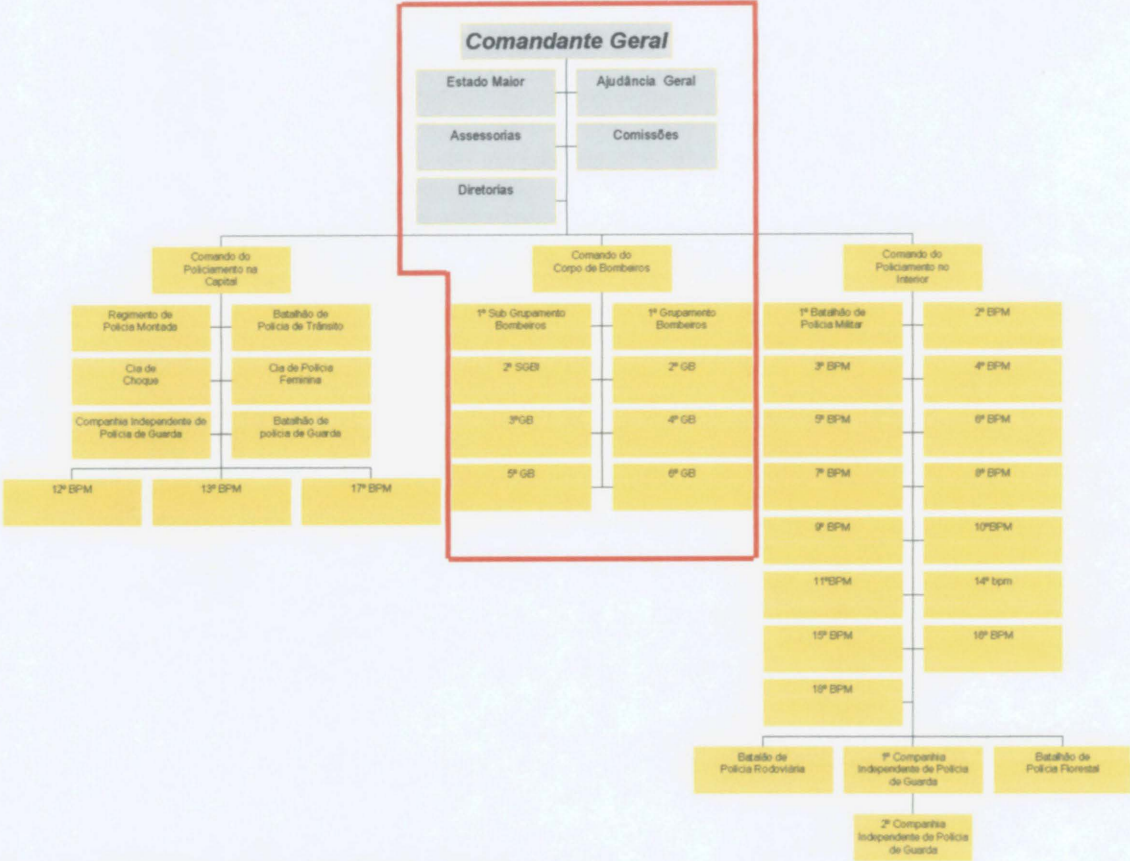 Comandante Geral
Estado Maior
Ajudância Geral
Assessorias
Comissões
Diretorias
Comando do
Policiamento na
Capital
Comando do
Corpo de Bombeiros
Comando do
Policiamento no
Interior
Regimento de
Policia Montada
Batalhão de
Polícia de Trânsito
Cia de
Choque
Cia de Polícia
Feminina
Companhia Independente de
Polícia de Guarda
Batalhão de
policia de Guarda
12º BPM
13º BPM
17º BPM
1º Sub Grupamento
Bombeiros
1º Grupamento
Bombeiros
2º SGBI
2º GB
3ºGB
4º GB
5º GB
6º GB
1º Batalhão de
Polícia Militar
2º BPM
3º BPM
4º BPM
5º BPM
6º BPM
7º BPM
8º BPM
9º BPM
10ºBPM
11ºBPM
14º bpm
15º BPM
16º BPM
18º BPM
Batalão de
Polícia Rodoviária
1ª Companhia
Independente de Polícia
de Guarda
Batalhão de
Polícia Florestal
2ª Companhia
Independente de Polícia
de Guarda